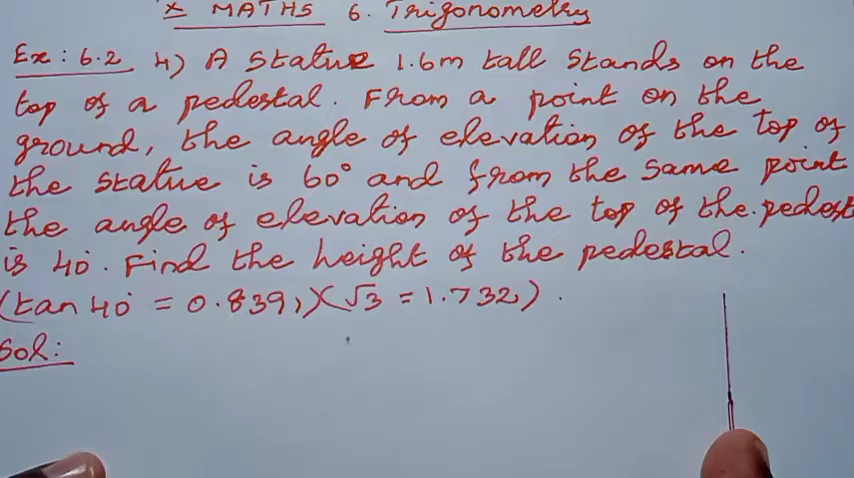 X MATHS 6. Trigonometry
Ex: 6.2 4) A Statue 1.6m tall stands on the
top of a pedestal. From a point on the
ground, the angle of elevation of the top of
the statue is 60° and from the same point
the angle of elevation of the top of the pedest
is 40°. Find the height of the pedestal.
(tan 40° = 0.8391)(√3 = 1.732).
Sol: